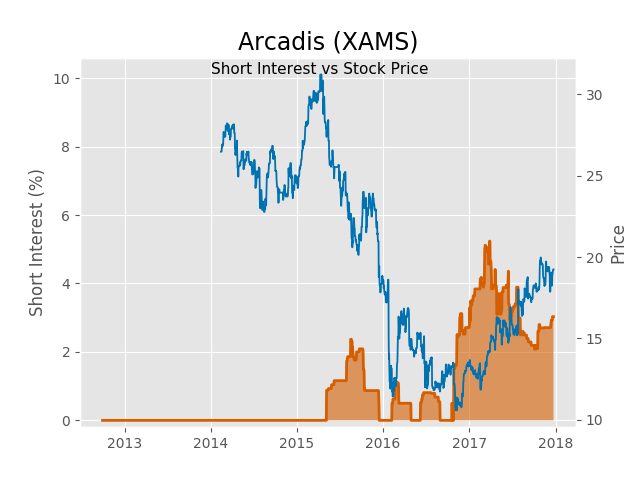 Arcadis (XAMS)
Short Interest vs Stock Price
10
8
6
4
2
0
Short Interest (%)
30
25
20
15
10
Price
2013 2014 2015 2016 2017 2018